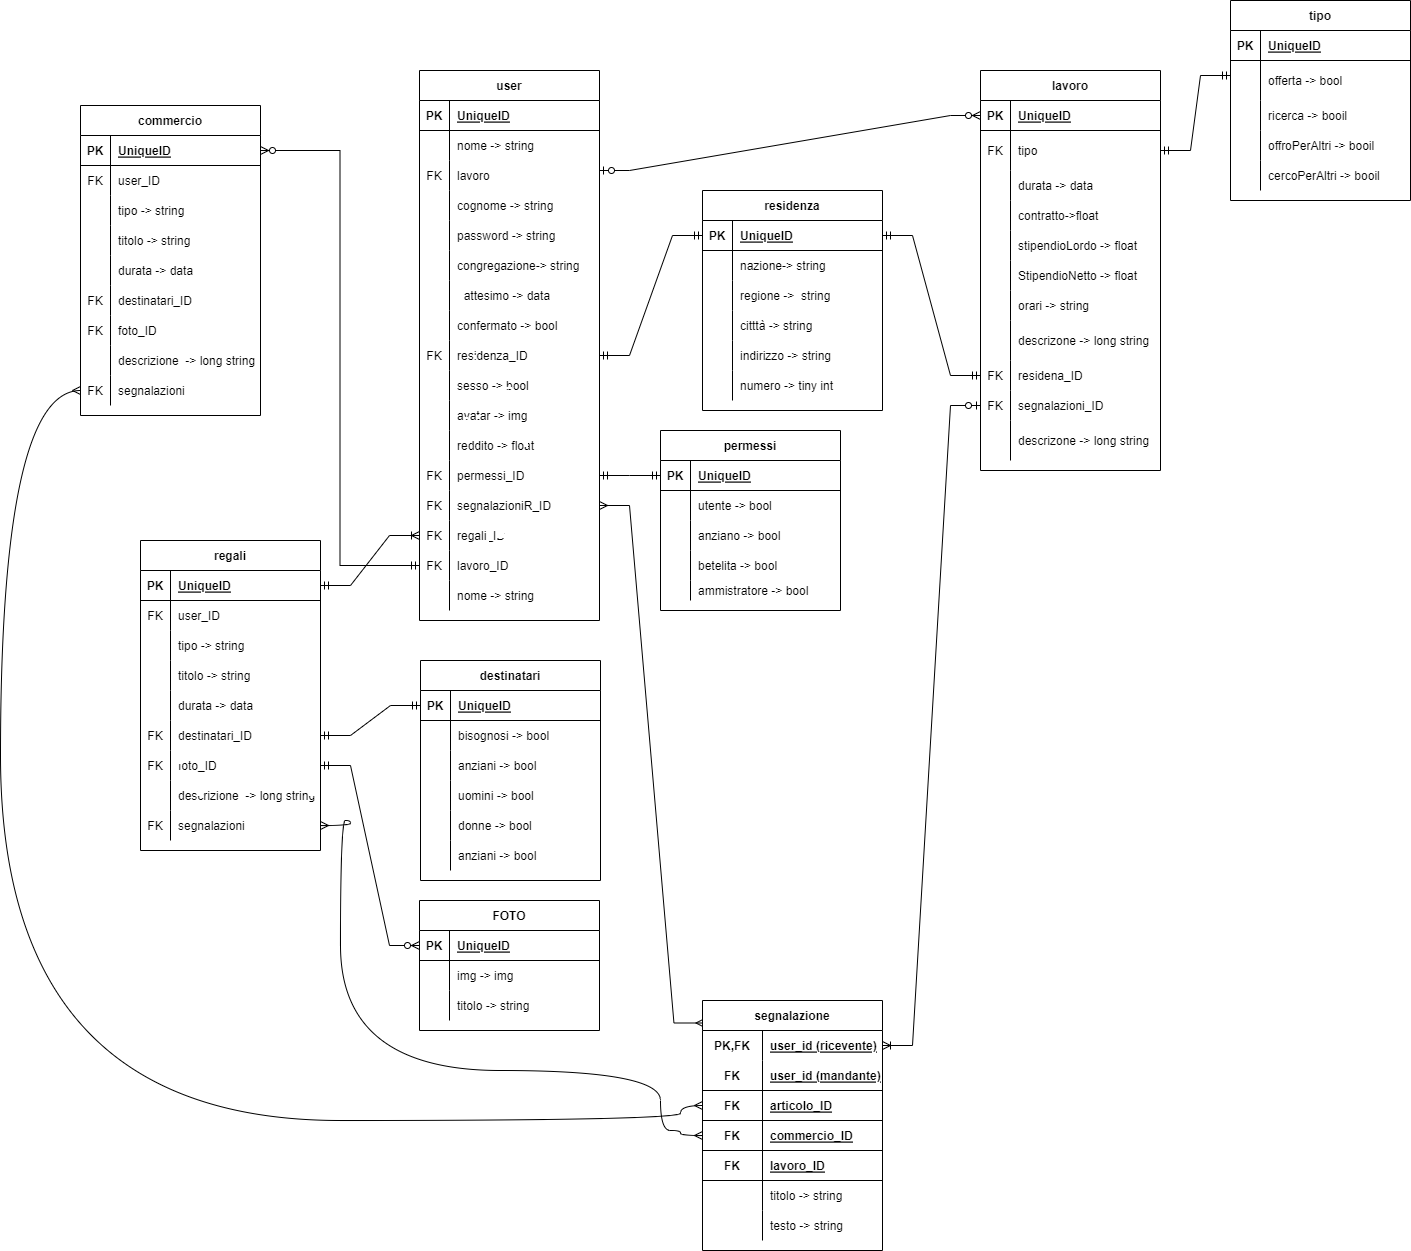 tipo
PK UniqueID
offerta -> bool
ricerca -> booil
offroPerAltri -> booil
cercoPerAltri -> booil
user
PK UniqueID
nome -> string
FK lavoro
cognome -> string
password -> string
congregazione-> string
attesimo -> data
confermato -> bool
FK residenza_ID
sesso -> bool
avatar -> img
reddito -> float
FK permessi_ID
FK segnalazioniR_ID
FK regali_
FK lavoro_ID
nome -> string
lavoro
PK UniqueID
FK tipo
durata -> data
contratto->float
stipendioLordo -> float
StipendioNetto -> float
orari -> string
descrizone -> long string
FK residena_ID
FK segnalazioni_ID
descrizone -> long string
commercio
PK UniqueID
FK user_ID
tipo -> string
titolo -> string
durata -> data
FK destinatari_ID
FK foto_ID
descrizione -> long string
FK segnalazioni
residenza
PK UniqueID
nazione-> string
regione -> string
citttà -> string
indirizzo -> string
numero -> tiny int
permessi
PK UniqueID
utente -> bool
anziano -> bool
betelita -> bool
ammistratore -> bool
regali
PK UniqueID
FK user_ID
tipo -> string
titolo -> string
durata -> data
FK destinatari_ID
FK oto_ID
descrizione -> long string
FK segnalazioni
destinatari
PK UniqueID
bisognosi -> bool
anziani -> bool
uomini -> bool
donne -> bool
anziani -> bool
FOTO
PK UniqueID
img -> img
titolo -> string
segnalazione
PK,FK user_id (ricevente)
FK user_id (mandante)
FK articolo_ID
FK commercio_ID
FK lavoro_ID
titolo -> string
testo -> string